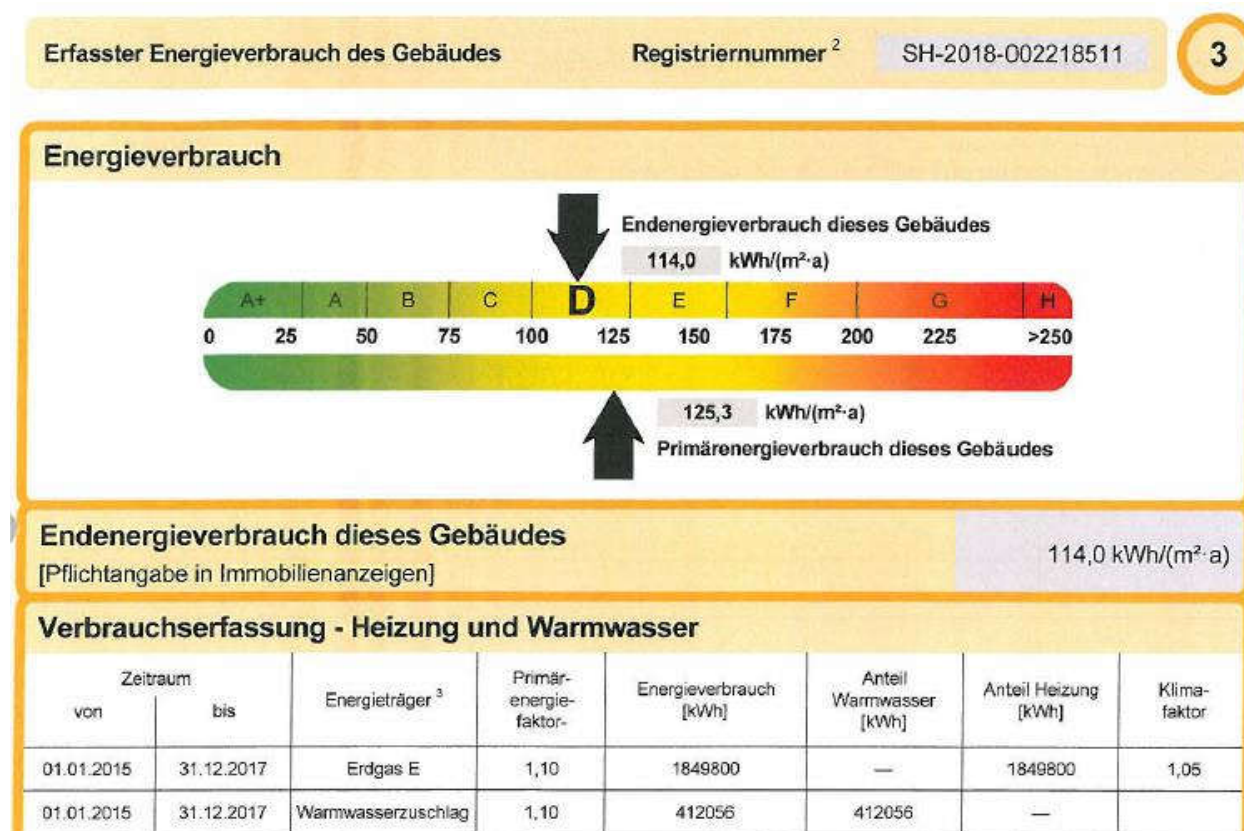 Erfasster Energieverbrauch des Gebäudes Registriernummer 2 SH-2018-002218511 3
Energieverbrauch
Endenergieverbrauch dieses Gebäudes
114,0 kWh/(m²·a)
A+ A B C D E F G H
0 25 50 75 100 125 150 175 200 225 >250
125,3 kWh/(m²·a)
Primärenergieverbrauch dieses Gebäudes
Endenergieverbrauch dieses Gebäudes
[Pflichtangabe in Immobilienanzeigen]
114,0 kWh/(m²·a)
Verbrauchserfassung - Heizung und Warmwasser
Zeitraum
von bis
Energieträger 3
Primär-
energie-
faktor-
Energieverbrauch
[kWh]
Anteil
Warmwasser
[kWh]
Anteil Heizung
[kWh]
Klima-
faktor
01.01.2015 31.12.2017 Erdgas E 1,10 1849800 — 1849800 1,05
01.01.2015 31.12.2017 Warmwasserzuschlag 1,10 412056 412056 —